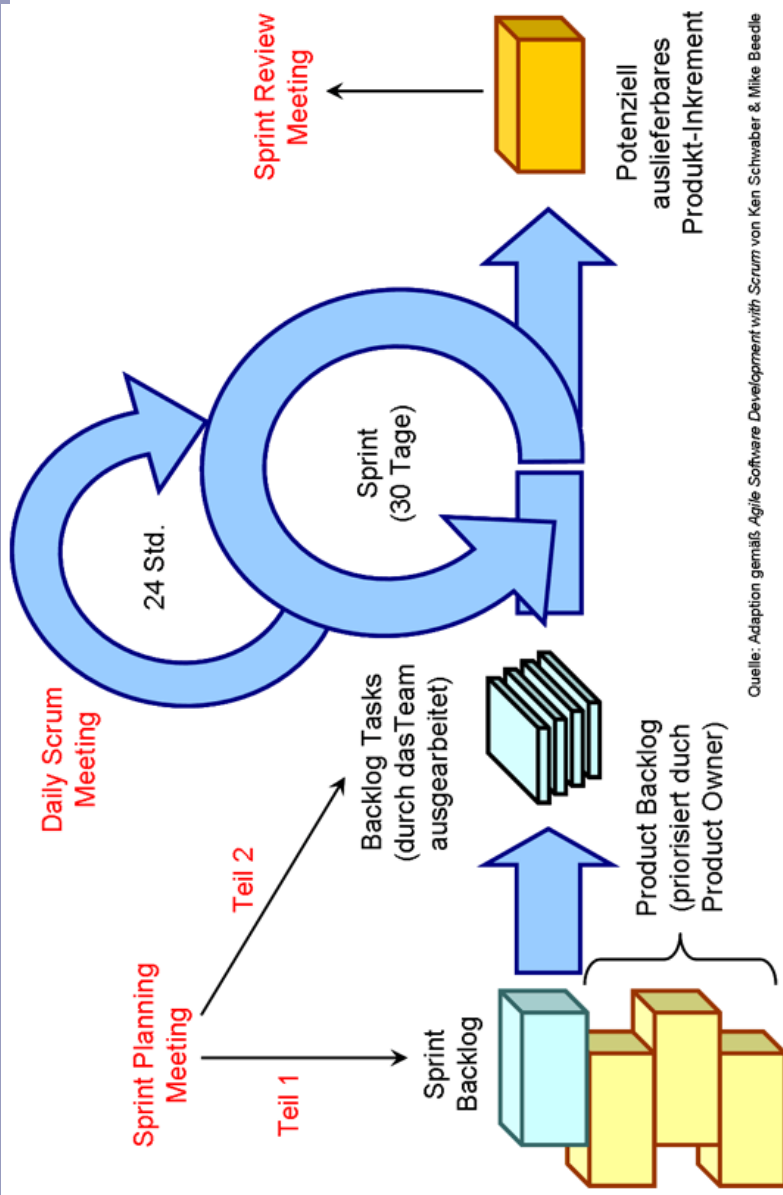 Sprint Planning
Meeting
Teil 1
Teil 2
Daily Scrum
Meeting
24 Std.
Sprint
(30 Tage)
Sprint Review
Meeting
Sprint
Backlog
Backlog Tasks
(durch dasTeam
ausgearbeitet)
Product Backlog
(priorisiert duch
Product Owner)
Potenziell
auslieferbares
Produkt-Inkrement
Quelle: Adaption gemäß Agile Software Development with Scrum von Ken Schwaber & Mike Beedle